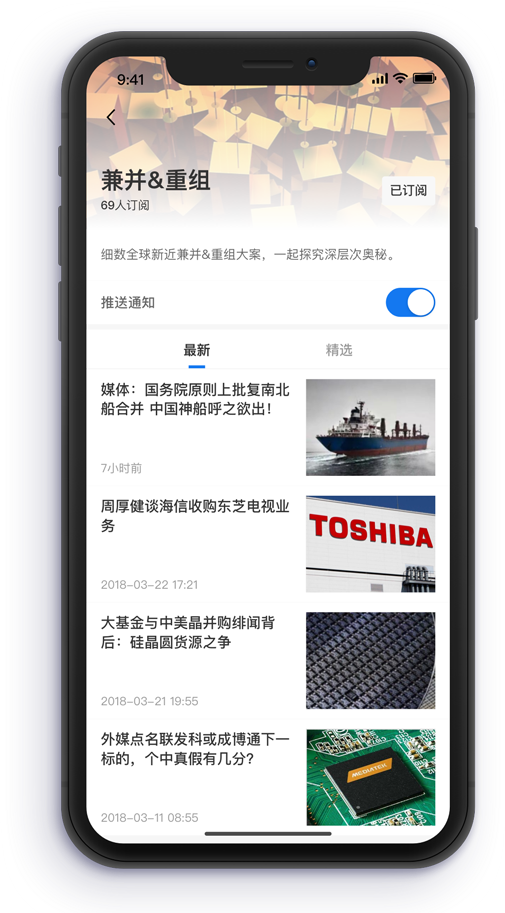 9:41
兼并&重组
69人订阅
已订阅
细数全球新近兼并&重组大案，一起探究深层次奥秘。
推送通知
最新
精选
媒体：国务院原则上批复南北
船合并 中国神船呼之欲出！
7小时前
周厚健谈海信收购东芝电视业
务
2018-03-22 17:21
TOSHIBA
大基金与中美晶并购绯闻背
后：硅晶圆货源之争
2018-03-21 19:55
外媒点名联发科或成博通下一
标的，个中真假有几分？
2018-03-11 08:55
MEDIATEK